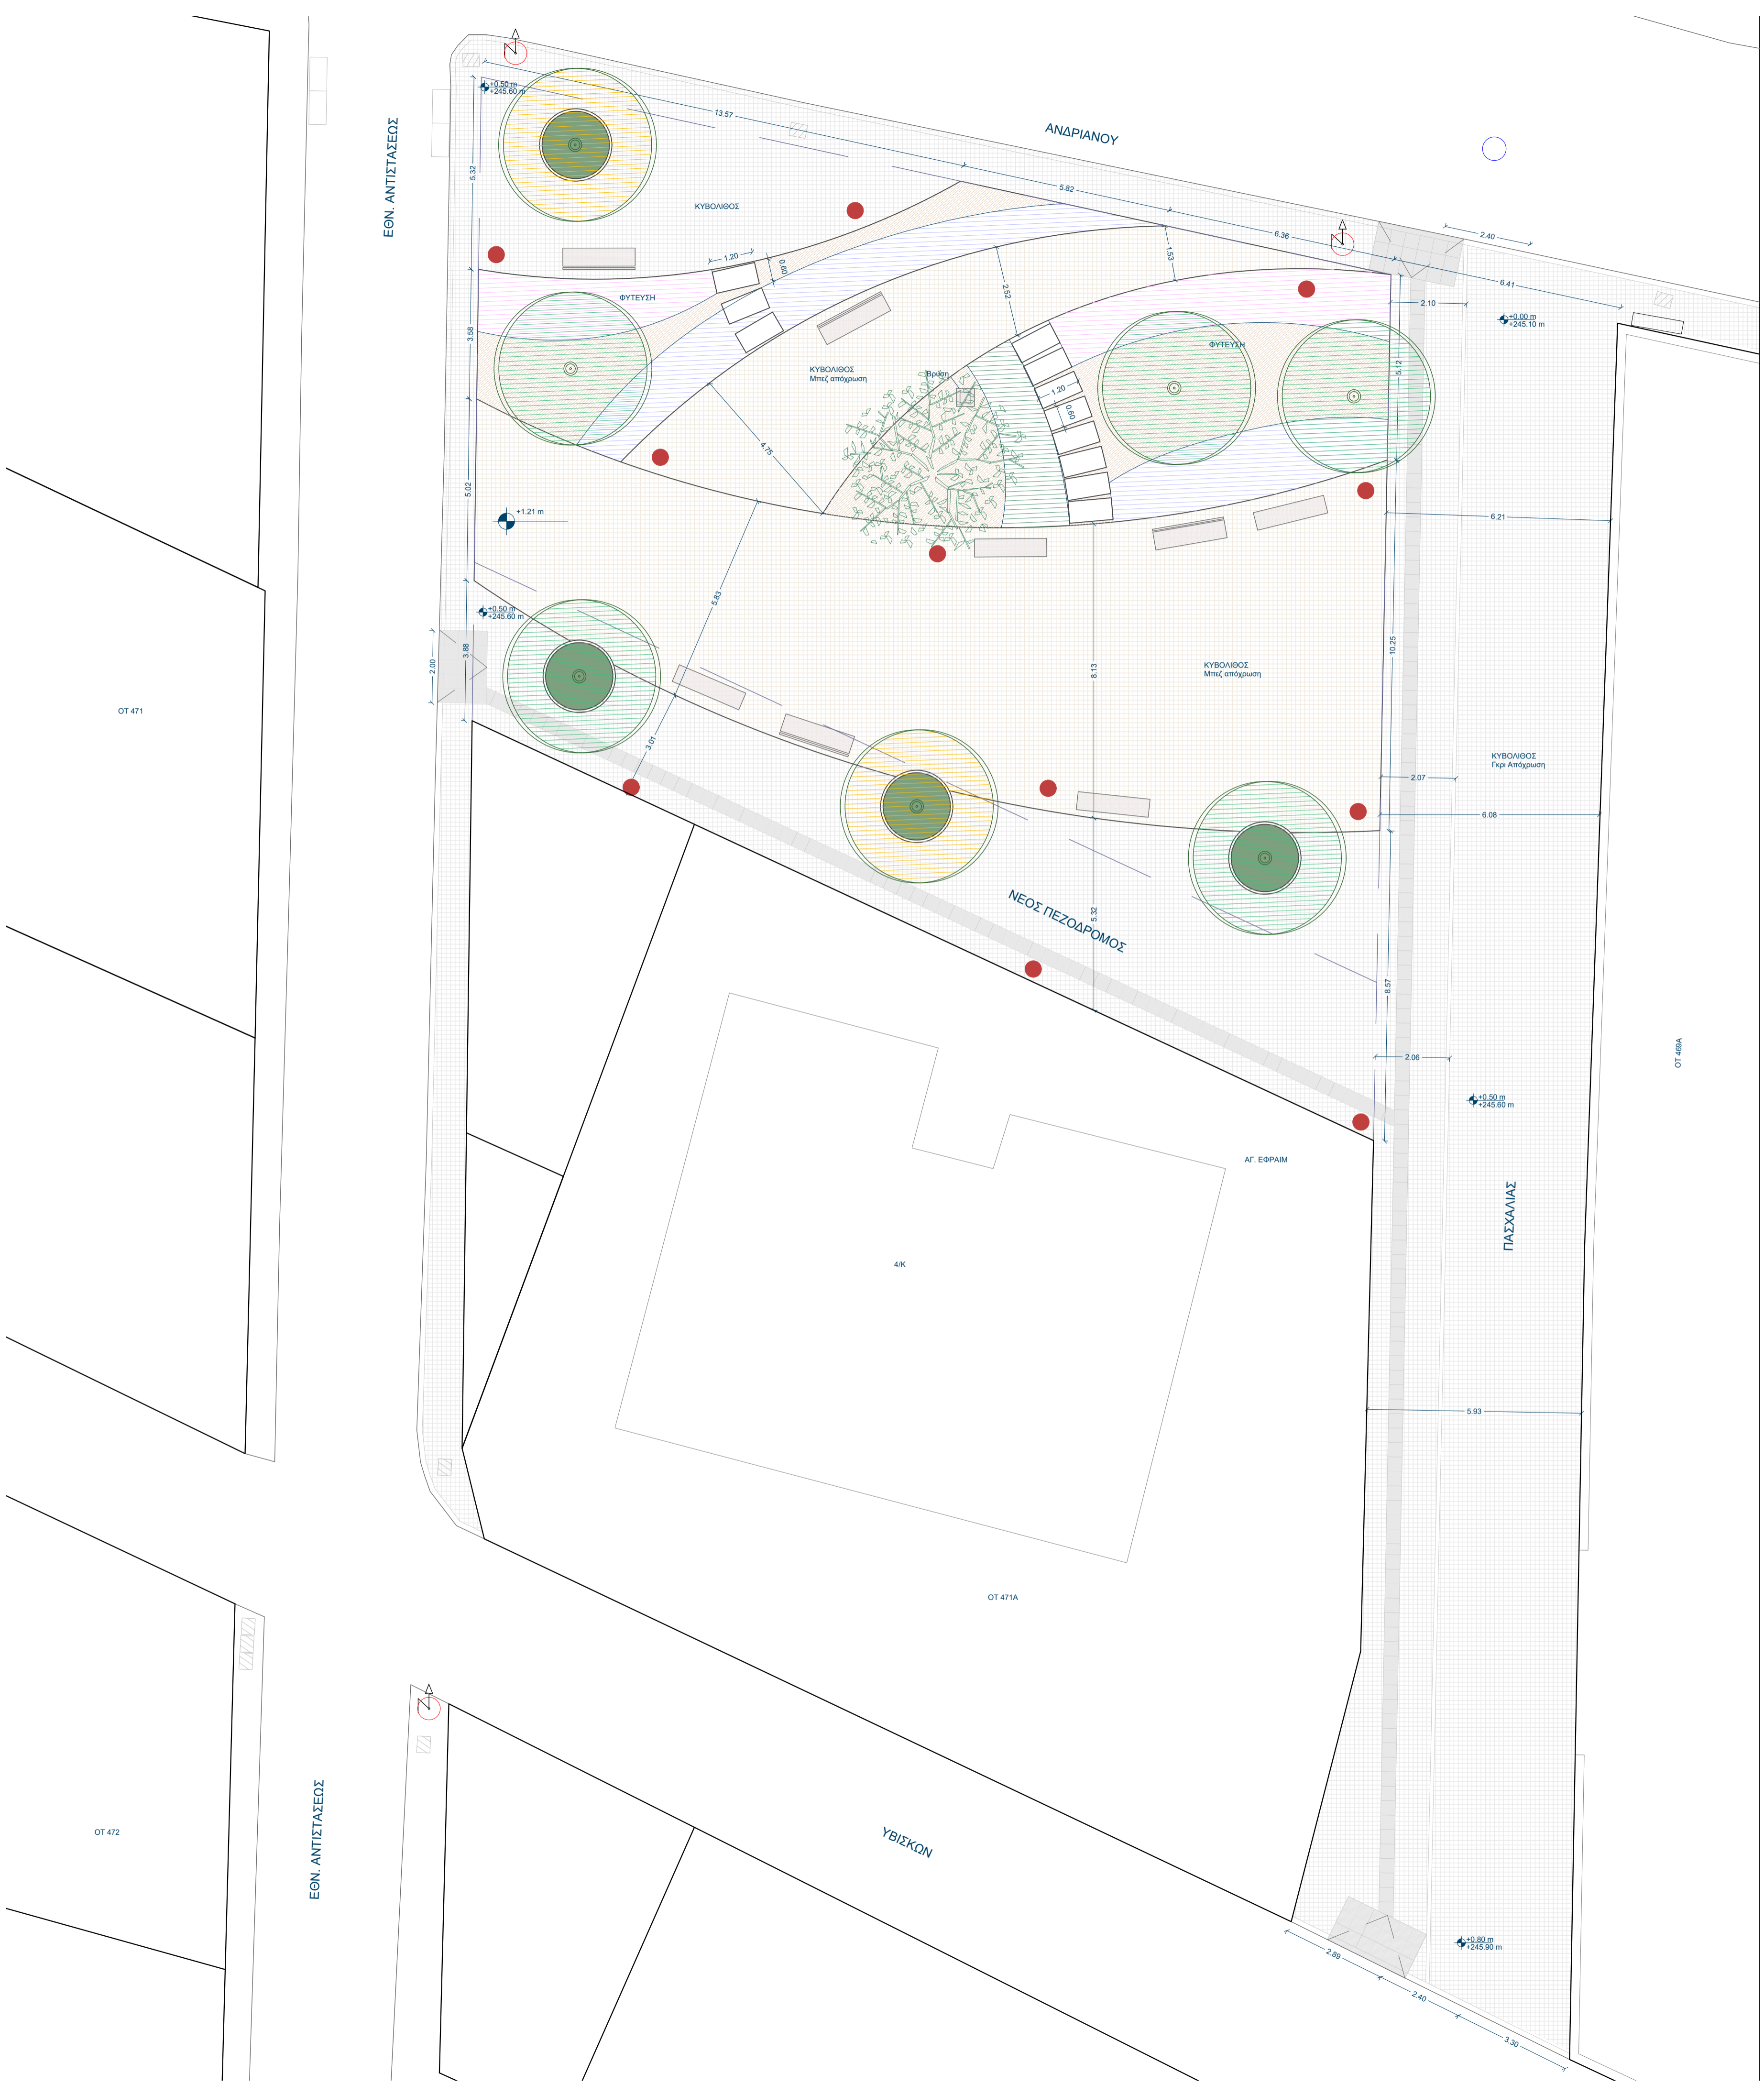 +0.50 m
+245.60 m
13.57
ΑΝΔΡΙΑΝΟΥ
ΕΘΝ. ΑΝΤΙΣΤΑΣΕΩΣ
5.32
5.82
ΚΥΒΟΛΙΘΟΣ
6.36
2.40
1.20
0.60
1.53
2.52
6.41
ΦΥΤΕΥΣΗ
2.10
+0.00 m
+245.10 m
3.58
ΦΥΤΕΥΣΗ
ΚΥΒΟΛΙΘΟΣ
Μπεζ απόχρωση
Βρύση
5.12
1.20
0.60
4.75
5.02
+1.21 m
6.21
5.83
+0.50 m
+245.60 m
3.88
2.00
8.13
10.25
ΚΥΒΟΛΙΘΟΣ
Μπεζ απόχρωση
ΟΤ 471
3.01
ΚΥΒΟΛΙΘΟΣ
Γκρι Απόχρωση
2.07
6.08
ΝΕΟΣ ΠΕΖΟΔΡΟΜΟΣ
5.32
8.57
2.06
ΟΤ 469Α
+0.50 m
+245.60 m
ΑΓ. ΕΦΡΑΙΜ
ΠΑΣΧΑΛΙΑΣ
4/Κ
5.93
ΟΤ 471Α
ΕΘΝ. ΑΝΤΙΣΤΑΣΕΩΣ
ΟΤ 472
ΥΒΙΣΚΩΝ
+0.80 m
+245.90 m
2.89
2.40
3.30